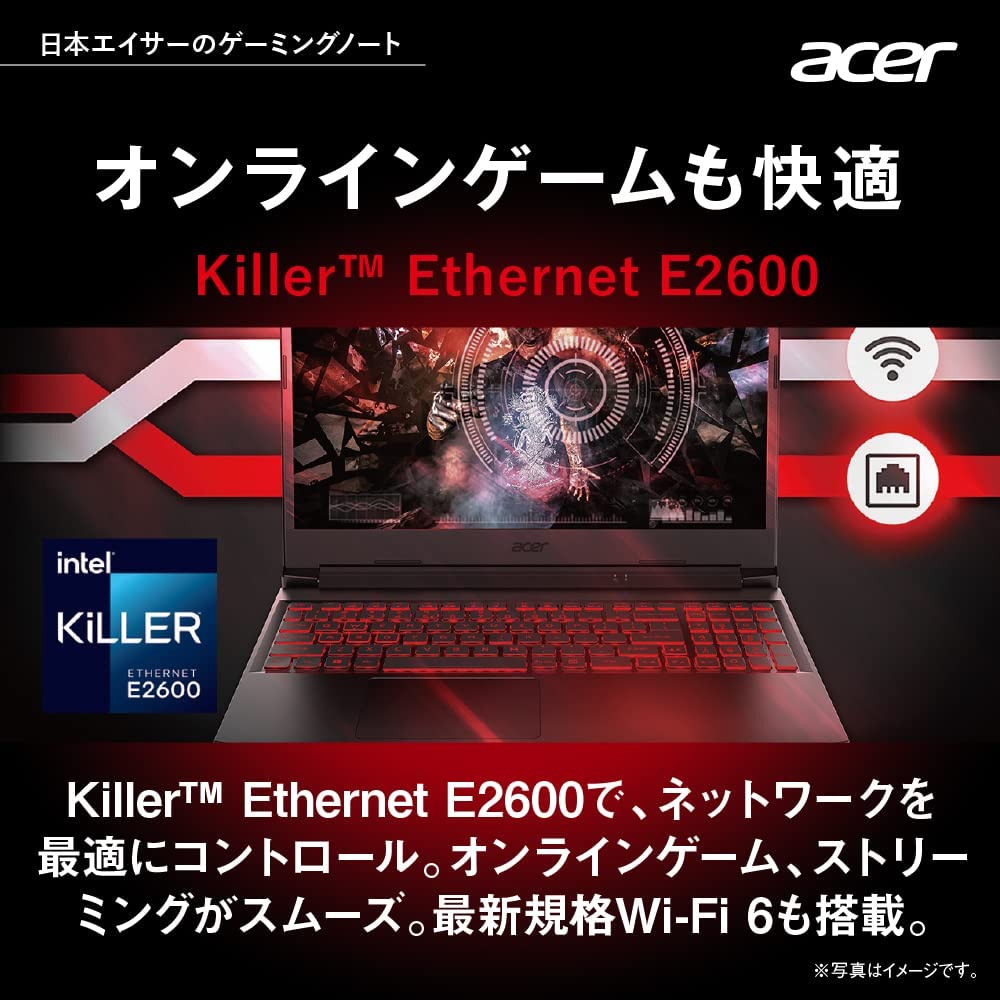 日本エイサーのゲーミングノート
acer
オンラインゲームも快適
Killer™ Ethernet E2600
acer
intel
KiLLER™
ETHERNET
E2600
Killer™ Ethernet E2600で、ネットワークを
最適にコントロール。オンラインゲーム、ストリー
ミングがスムーズ。最新規格Wi-Fi 6も搭載。
※写真はイメージです。